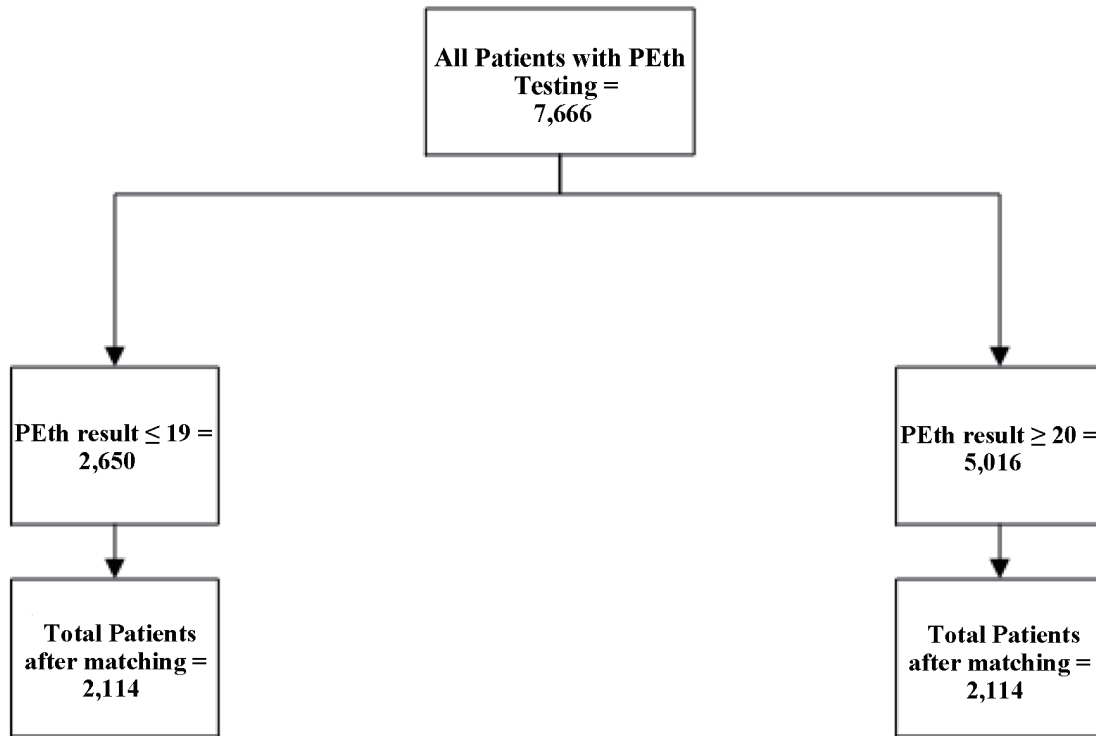 All Patients with PEth
Testing =
7,666
PEth result ≤ 19 =
2,650
PEth result ≥ 20 =
5,016
Total Patients
after matching =
2,114
Total Patients
after matching =
2,114